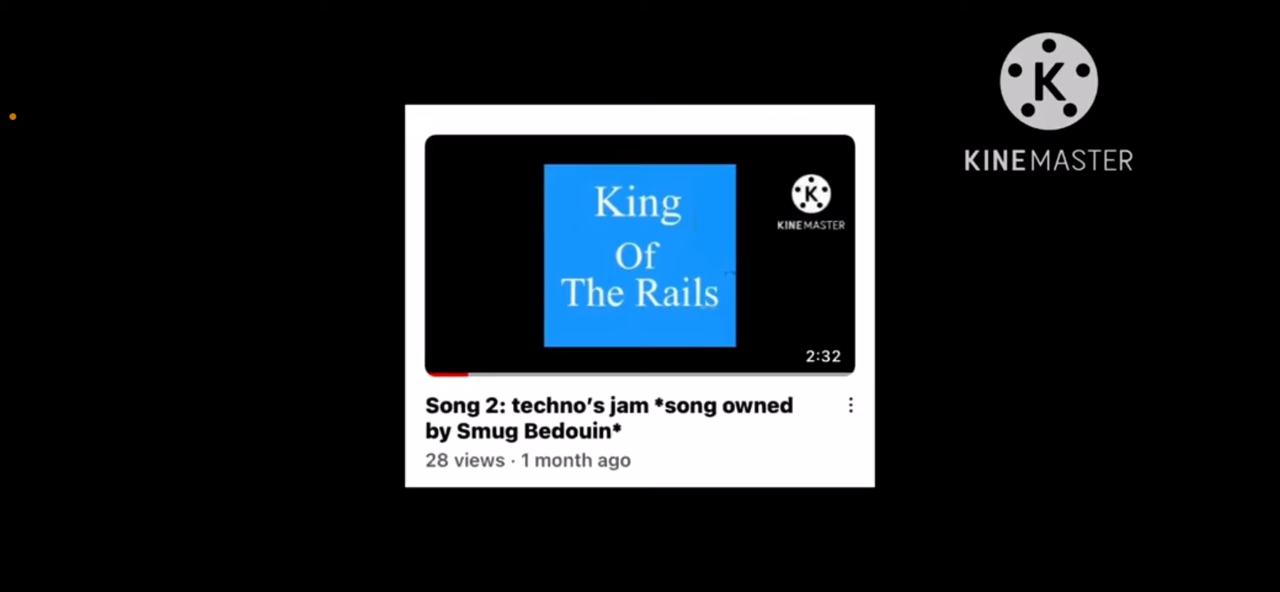 K
KINEMASTER
King
Of
The Rails
K
KINEMASTER
2:32
Song 2: techno’s jam *song owned
by Smug Bedouin*
28 views · 1 month ago